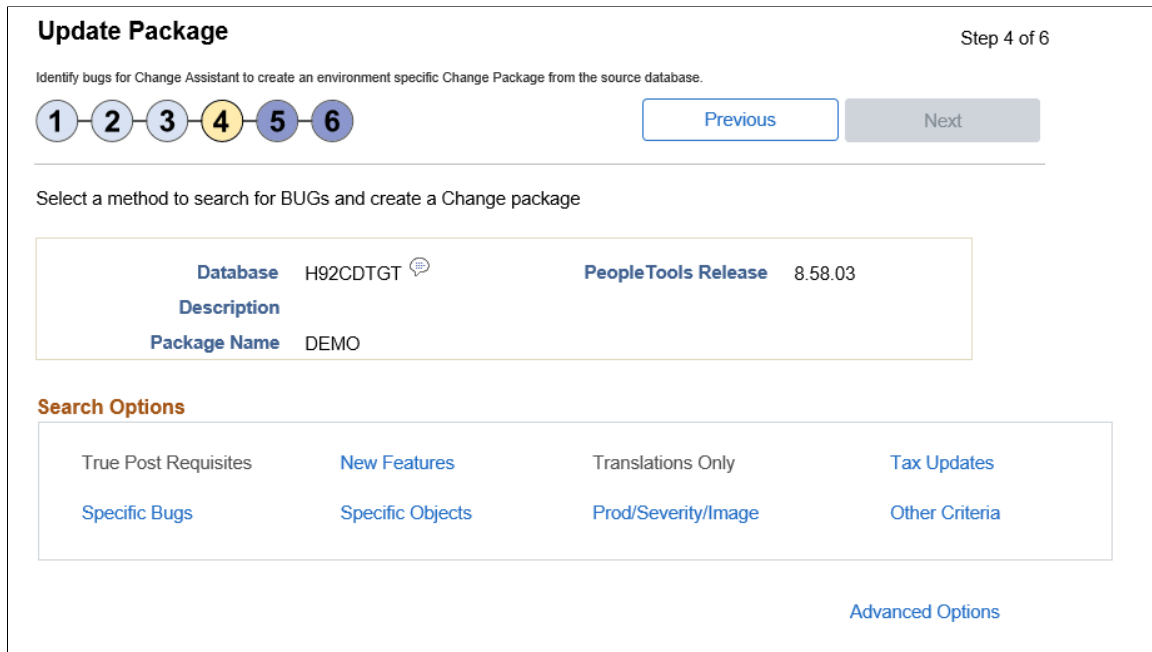 Update Package
Step 4 of 6
Identify bugs for Change Assistant to create an environment specific Change Package from the source database.
1 2 3 4 5 6
Previous
Next
Select a method to search for BUGs and create a Change package
Database H92CDTGT PeopleTools Release 8.58.03
Description
Package Name DEMO
Search Options
True Post Requisites New Features Translations Only Tax Updates
Specific Bugs Specific Objects Prod/Severity/Image Other Criteria
Advanced Options